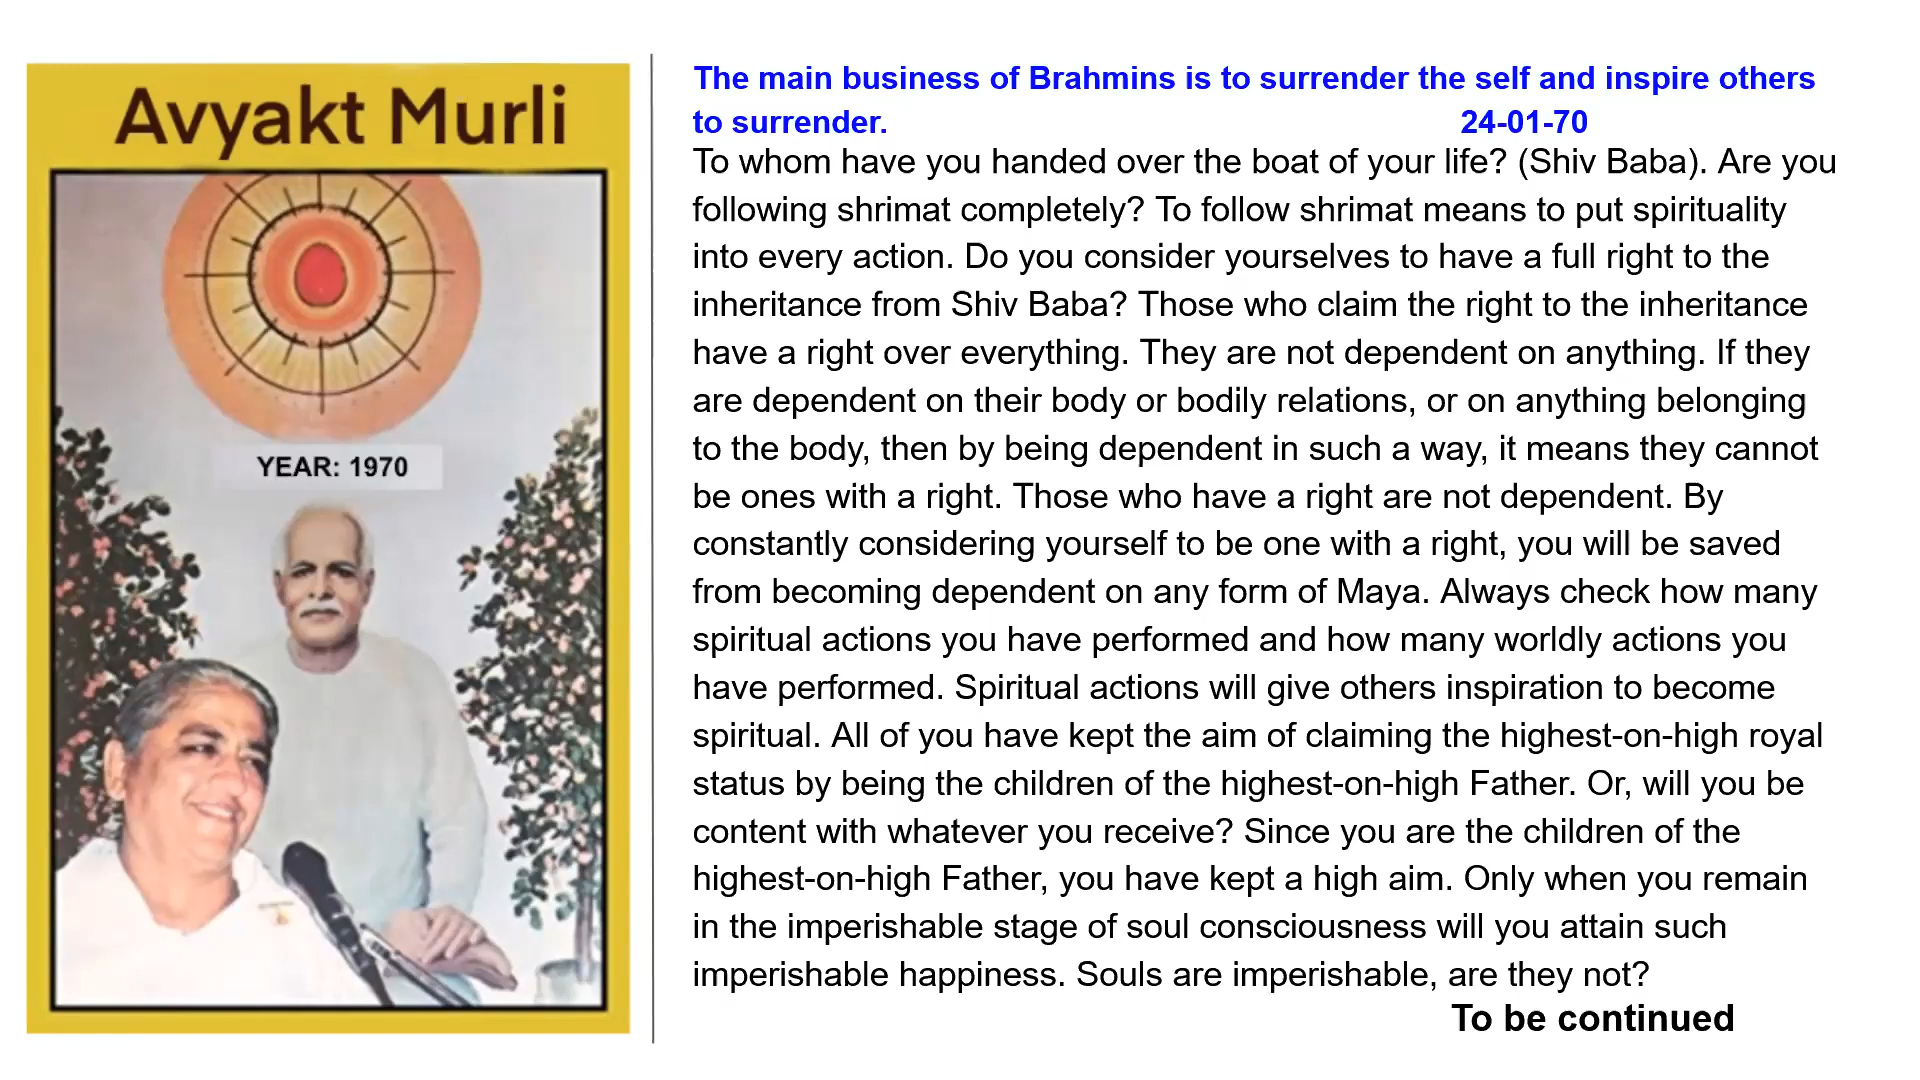 Avyakt Murli
YEAR: 1970
The main business of Brahmins is to surrender the self and inspire others
to surrender. 24-01-70
To whom have you handed over the boat of your life? (Shiv Baba). Are you
following shrimat completely? To follow shrimat means to put spirituality
into every action. Do you consider yourselves to have a full right to the
inheritance from Shiv Baba? Those who claim the right to the inheritance
have a right over everything. They are not dependent on anything. If they
are dependent on their body or bodily relations, or on anything belonging
to the body, then by being dependent in such a way, it means they cannot
be ones with a right. Those who have a right are not dependent. By
constantly considering yourself to be one with a right, you will be saved
from becoming dependent on any form of Maya. Always check how many
spiritual actions you have performed and how many worldly actions you
have performed. Spiritual actions will give others inspiration to become
spiritual. All of you have kept the aim of claiming the highest-on-high royal
status by being the children of the highest-on-high Father. Or, will you be
content with whatever you receive? Since you are the children of the
highest-on-high Father, you have kept a high aim. Only when you remain
in the imperishable stage of soul consciousness will you attain such
imperishable happiness. Souls are imperishable, are they not?
To be continued